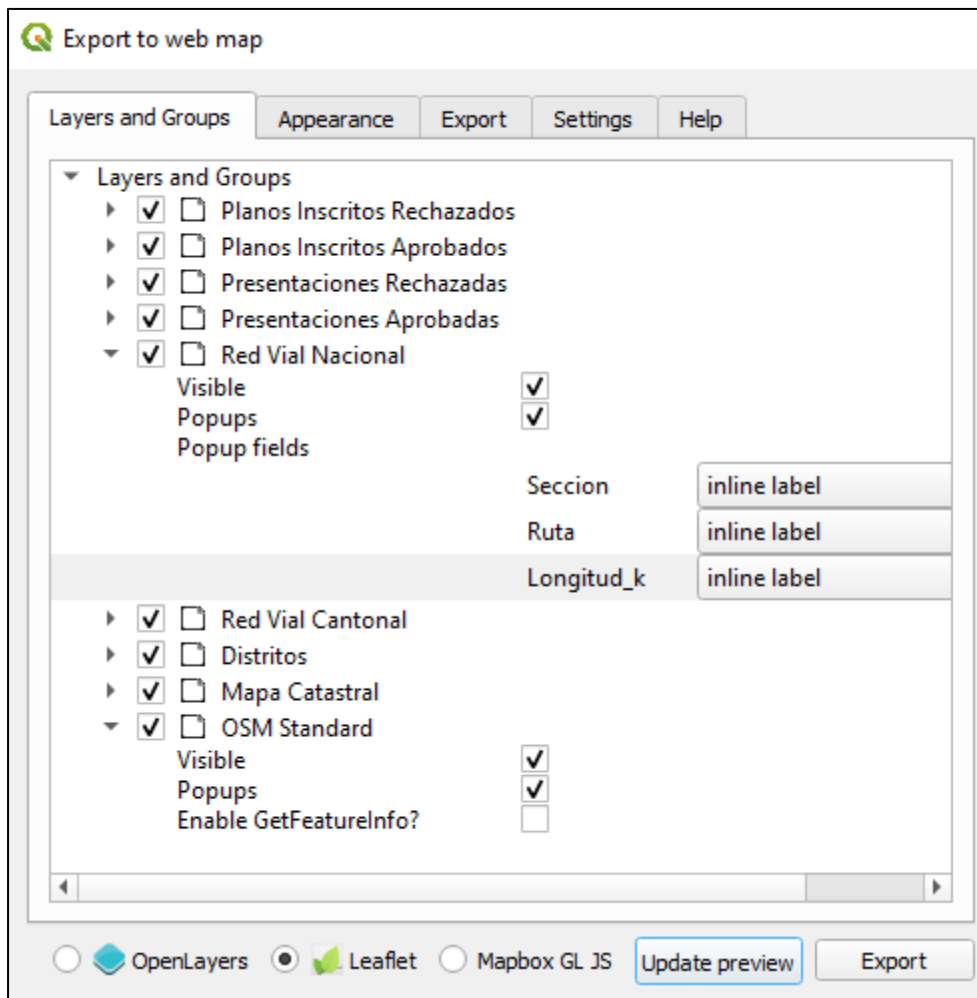 Export to web map
Layers and Groups Appearance Export Settings Help
Layers and Groups
Planos Inscritos Rechazados
Planos Inscritos Aprobados
Presentaciones Rechazadas
Presentaciones Aprobadas
Red Vial Nacional
Visible
Popups
Popup fields
Seccion inline label
Ruta inline label
Longitud_k inline label
Red Vial Cantonal
Distritos
Mapa Catastral
OSM Standard
Visible
Popups
Enable GetFeatureInfo?
OpenLayers Leaflet Mapbox GL JS Update preview Export